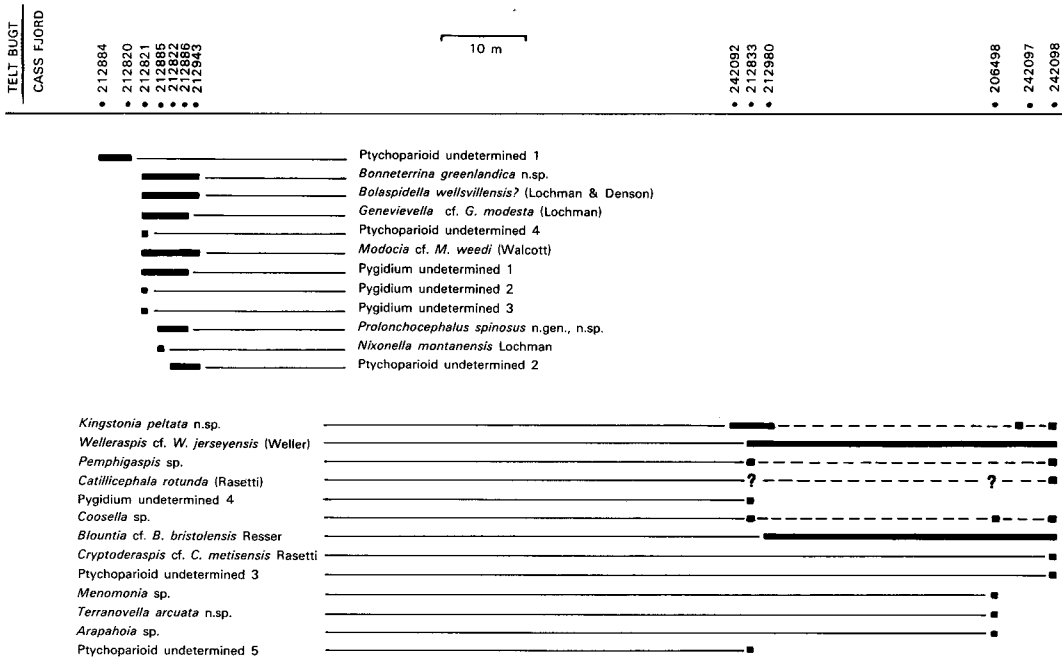 TELT BUGT
CASS FJORD
212884
212820
212821
212885
212822
212886
212943
10 m
242092
212833
212980
206498
242097
242098
Ptychoparioid undetermined 1
Bonneterrina greenlandica n.sp.
Bolaspidella wellsvillensis? (Lochman & Denson)
Genevievella cf. G. modesta (Lochman)
Ptychoparioid undetermined 4
Modocia cf. M. weedi (Walcott)
Pygidium undetermined 1
Pygidium undetermined 2
Pygidium undetermined 3
Prolonchocephalus spinosus n.gen., n.sp.
Nixonella montanensis Lochman
Ptychoparioid undetermined 2
Kingstonia peltata n.sp.
Welleraspis cf. W. jerseyensis (Weller)
Pemphigaspis sp.
Catillicephala rotunda (Rasetti) ? ?
Pygidium undetermined 4
Coosella sp.
Blountia cf. B. bristolensis Resser
Cryptoderaspis cf. C. metisensis Rasetti
Ptychoparioid undetermined 3
Menomonia sp.
Terranovella arcuata n.sp.
Arapahoia sp.
Ptychoparioid undetermined 5